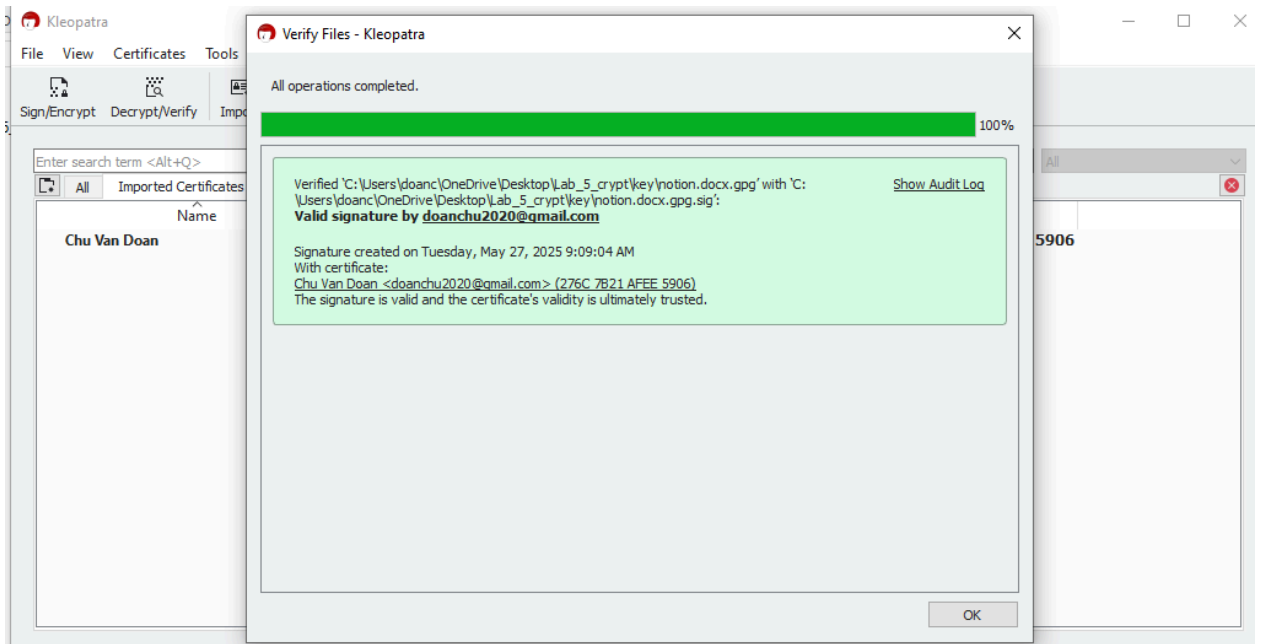 Kleopatra
File View Certificates Tools
Sign/Encrypt Decrypt/Verify
Enter search term <Alt+Q>
All
All Imported Certificates
Name
Chu Van Doan
5906
Verify Files - Kleopatra
All operations completed.
100%
Verified 'C:\Users\doanc\OneDrive\Desktop\Lab_5_crypt\key\notion.docx.gpg' with 'C:
\Users\doanc\OneDrive\Desktop\Lab_5_crypt\key\notion.docx.gpg.sig':
Show Audit Log
Valid signature by doanchu2020@gmail.com
Signature created on Tuesday, May 27, 2025 9:09:04 AM
With certificate:
Chu Van Doan <doanchu2020@gmail.com> (276C 7B21 AFEE 5906)
The signature is valid and the certificate's validity is ultimately trusted.
OK